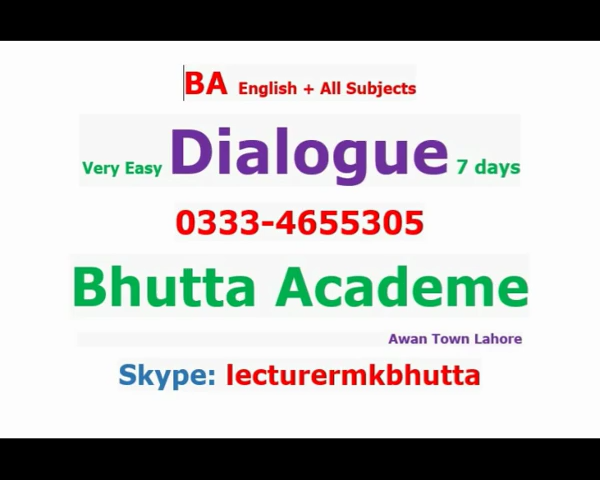 BA English + All Subjects
Very Easy Dialogue 7 days
0333-4655305
Bhutta Academe
Awan Town Lahore
Skype: lecturermkbhutta